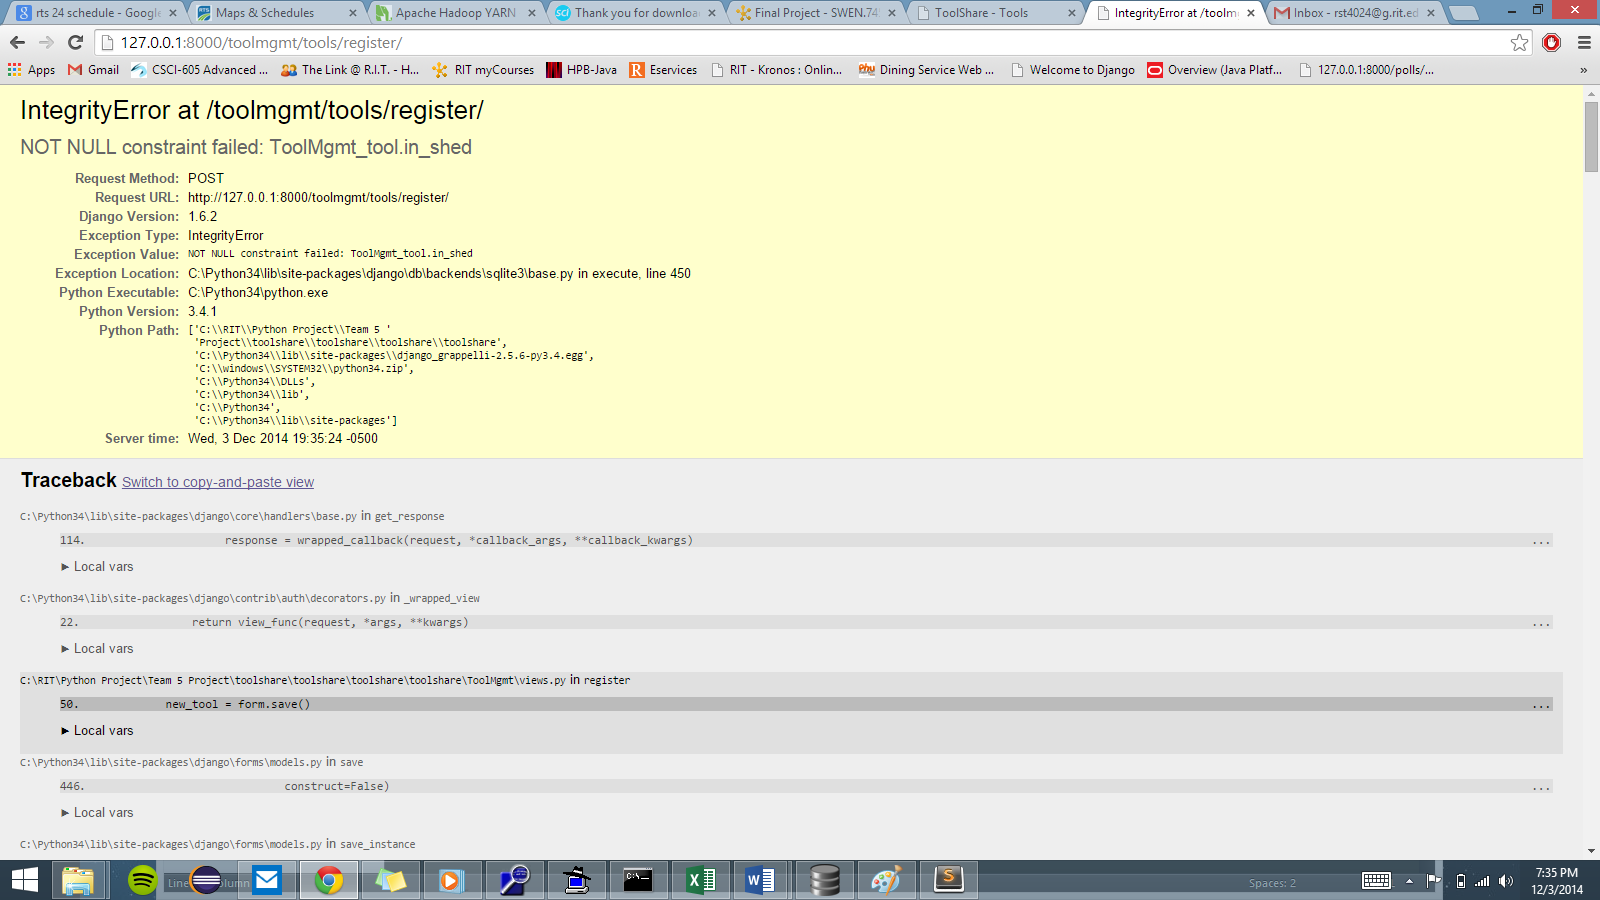 rts 24 schedule - Google
Maps & Schedules
Apache Hadoop YARN
Thank you for downloa
Final Project - SWEN.74
ToolShare - Tools
IntegrityError at /toolm
Inbox - rst4024@g.rit.ed
127.0.0.1:8000/toolmgmt/tools/register/
Apps
Gmail
CSCI-605 Advanced ...
The Link @ R.I.T. - H...
RIT myCourses
HPB-Java
Eservices
RIT - Kronos : Onlin...
Dining Service Web ...
Welcome to Django
Overview (Java Platf...
127.0.0.1:8000/polls/...
»
IntegrityError at /toolmgmt/tools/register/
NOT NULL constraint failed: ToolMgmt_tool.in_shed
Request Method: POST
Request URL: http://127.0.0.1:8000/toolmgmt/tools/register/
Django Version: 1.6.2
Exception Type: IntegrityError
Exception Value: NOT NULL constraint failed: ToolMgmt_tool.in_shed
Exception Location: C:\Python34\lib\site-packages\django\db\backends\sqlite3\base.py in execute, line 450
Python Executable: C:\Python34\python.exe
Python Version: 3.4.1
Python Path: ['C:\\RIT\\Python Project\\Team 5 '
'Project\\toolshare\\toolshare\\toolshare\\toolshare',
'C:\\Python34\\lib\\site-packages\\django_grappelli-2.5.6-py3.4.egg',
'C:\\windows\\SYSTEM32\\python34.zip',
'C:\\Python34\\DLLs',
'C:\\Python34\\lib',
'C:\\Python34',
'C:\\Python34\\lib\\site-packages']
Server time: Wed, 3 Dec 2014 19:35:24 -0500
Traceback Switch to copy-and-paste view
C:\Python34\lib\site-packages\django\core\handlers\base.py in get_response
114. response = wrapped_callback(request, *callback_args, **callback_kwargs) ...
▶ Local vars
C:\Python34\lib\site-packages\django\contrib\auth\decorators.py in _wrapped_view
22. return view_func(request, *args, **kwargs) ...
▶ Local vars
C:\RIT\Python Project\Team 5 Project\toolshare\toolshare\toolshare\toolshare\ToolMgmt\views.py in register
50. new_tool = form.save() ...
▶ Local vars
C:\Python34\lib\site-packages\django\forms\models.py in save
446. construct=False) ...
▶ Local vars
C:\Python34\lib\site-packages\django\forms\models.py in save_instance
Spaces: 2
7:35 PM
12/3/2014